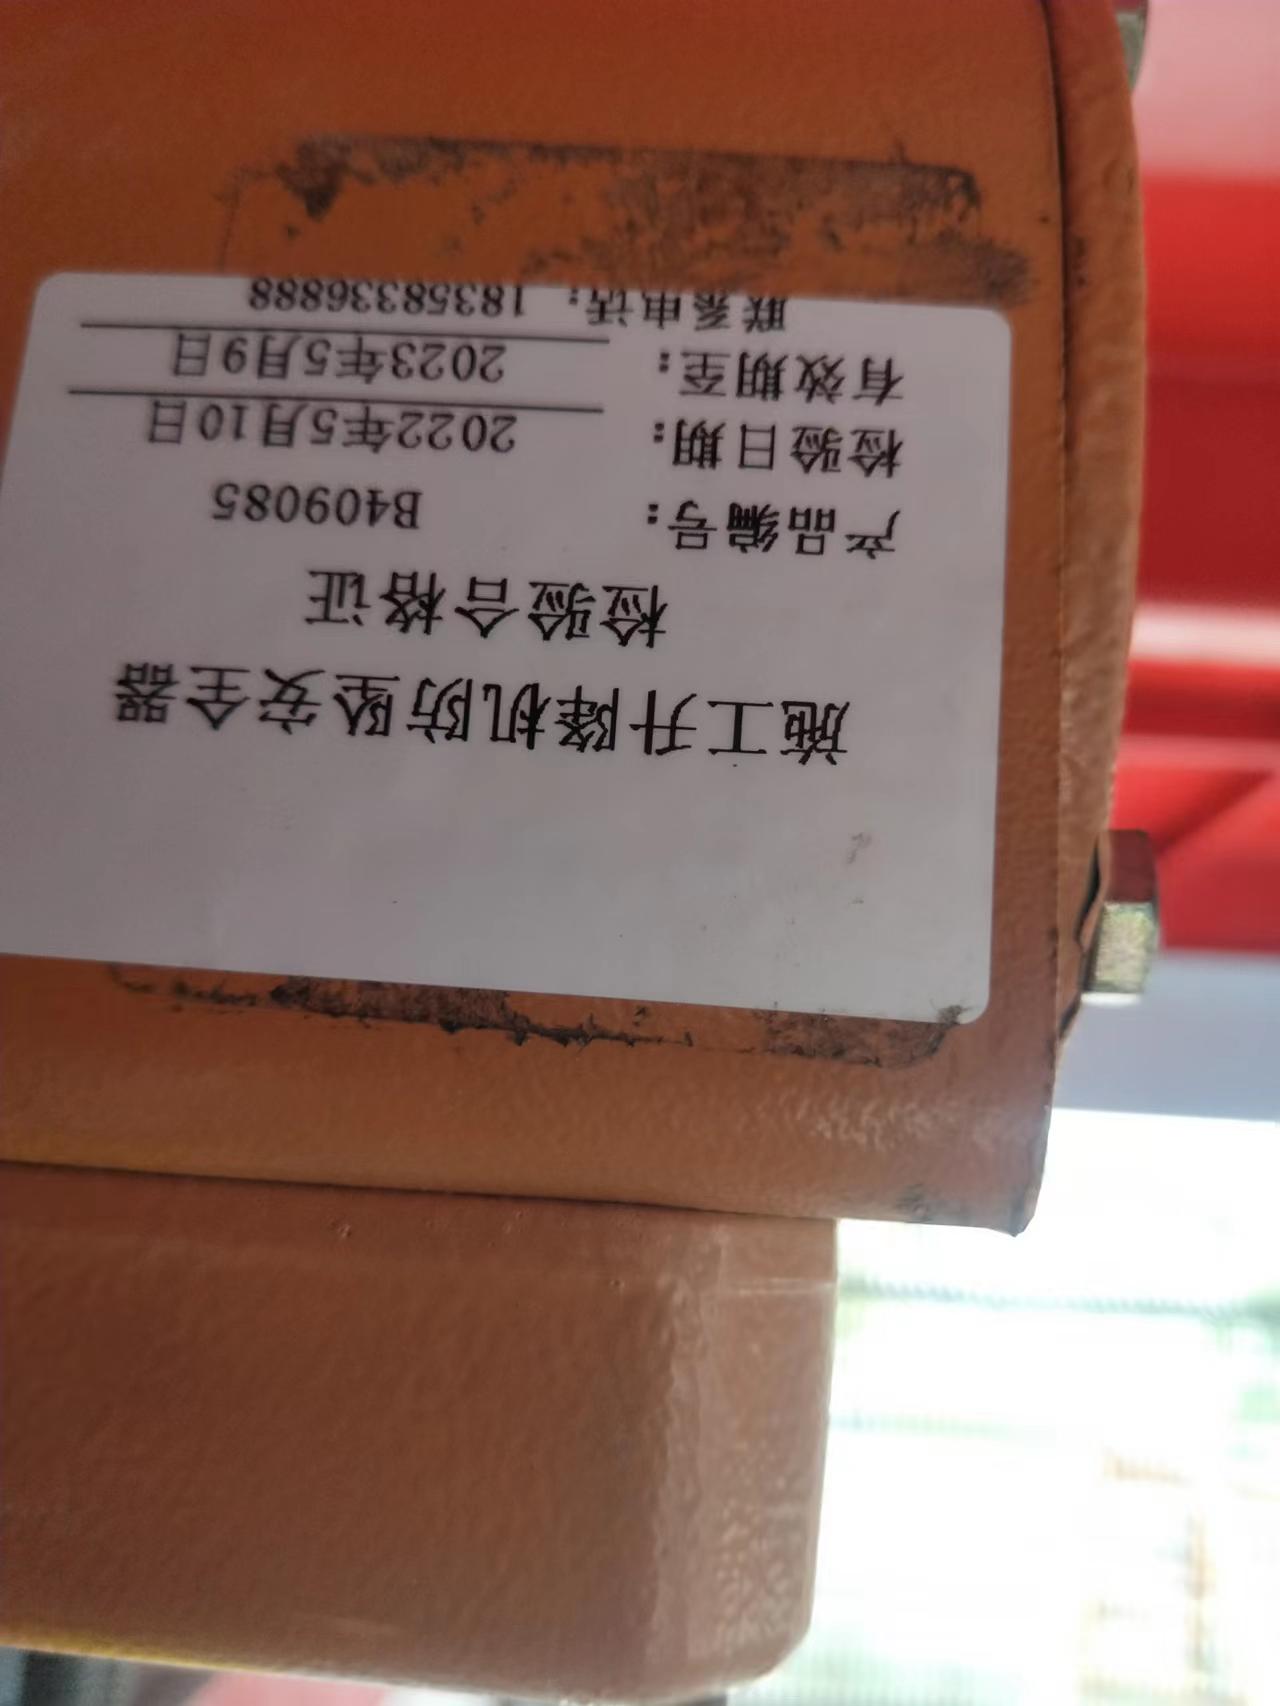 施工升降机防坠安全器
检验合格证
产品编号: B409085
检验日期: 2022年5月10日
有效期至: 2023年5月9日
联系电话: 18358336888